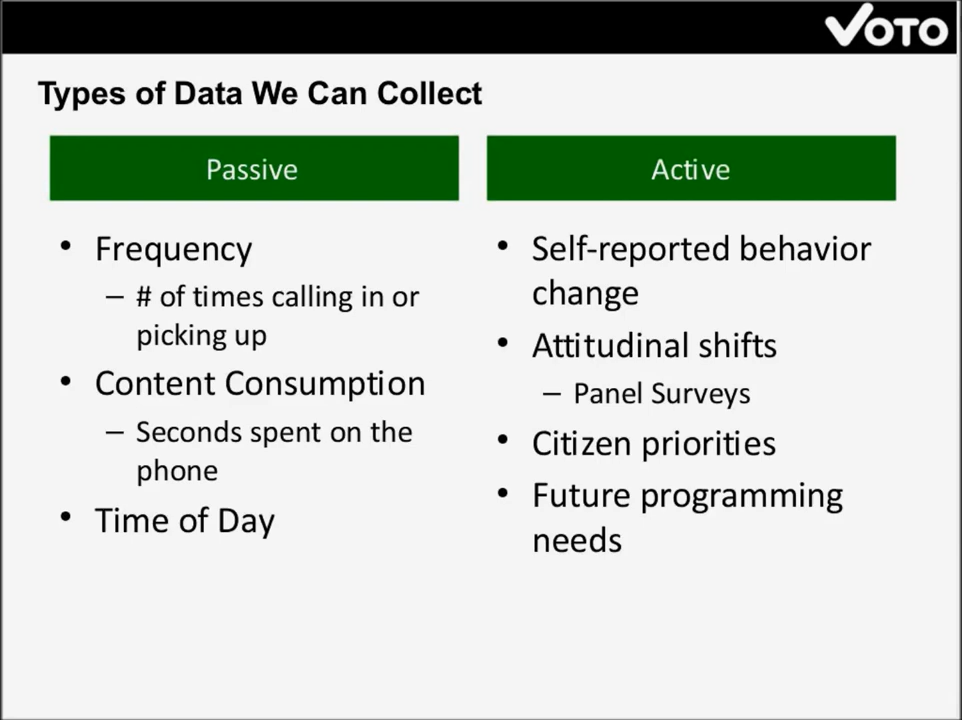 VOTO
Types of Data We Can Collect
Passive
• Frequency
– # of times calling in or
picking up
• Content Consumption
– Seconds spent on the
phone
• Time of Day
Active
• Self-reported behavior
change
• Attitudinal shifts
– Panel Surveys
• Citizen priorities
• Future programming
needs